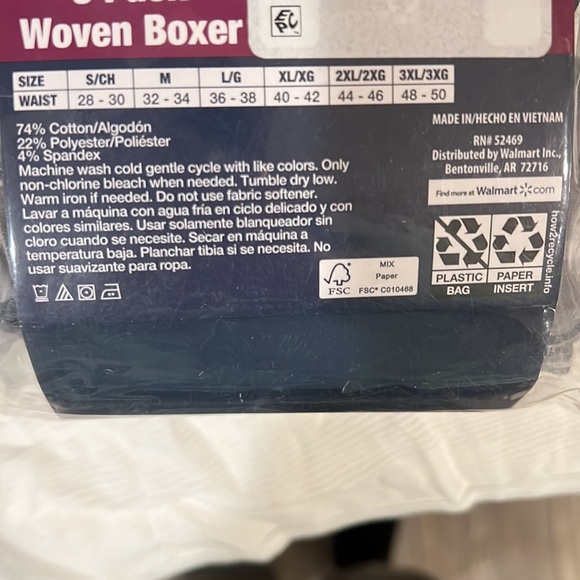 Woven Boxer
SIZE S/CH M L/G XL/XG 2XL/2XG 3XL/3XG
WAIST 28 - 30 32 - 34 36 - 38 40 - 42 44 - 46 48 - 50
74% Cotton/Algodón
22% Polyester/Poliéster
4% Spandex
Machine wash cold gentle cycle with like colors. Only
non-chlorine bleach when needed. Tumble dry low.
Warm iron if needed. Do not use fabric softener.
Lavar a máquina con agua fría en ciclo delicado y con
colores similares. Usar solamente blanqueador sin
cloro cuando se necesite. Secar en máquina a
temperatura baja. Planchar tibia si se necesita. No
usar suavizante para ropa.
MADE IN/HECHO EN VIETNAM
RN# 52469
Distributed by Walmart Inc.,
Bentonville, AR 72716
Find more at Walmart com
PLASTIC BAG
PAPER INSERT
how2recycle.info
FSC
MIX
Paper
FSC® C010468